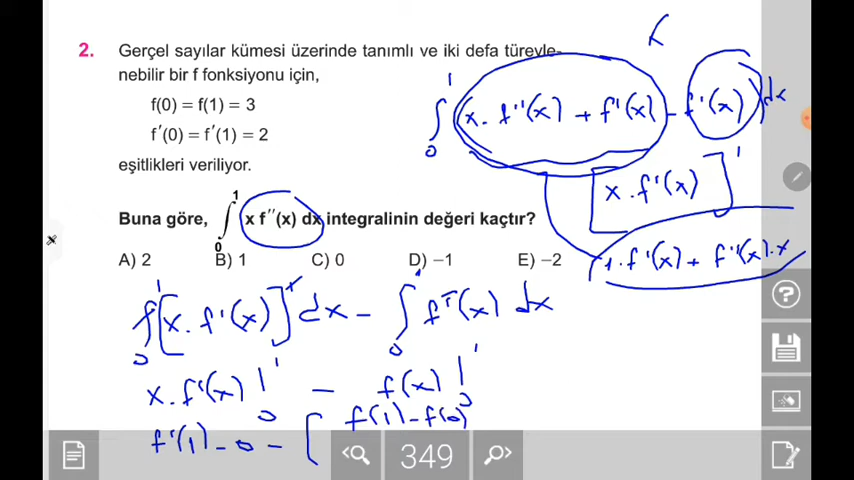 2. Gerçel sayılar kümesi üzerinde tanımlı ve iki defa türevle-
nebilir bir f fonksiyonu için,
f(0) = f(1) = 3
f′(0) = f′(1) = 2
eşitlikleri veriliyor.
Buna göre, ∫₀¹ x f′′(x) dx integralinin değeri kaçtır?
A) 2 B) 1 C) 0 D) −1 E) −2
∫₀¹ (x. f''(x) + f'(x) - f'(x)) dx
[x. f'(x)]'
1. f'(x) + f''(x). x
∫₀¹ [x. f'(x)]' dx - ∫₀¹ f'(x) dx
x. f'(x) |₀¹ - f(x) |₀¹
f'(1) - 0 - [ f(1) - f(0)
349